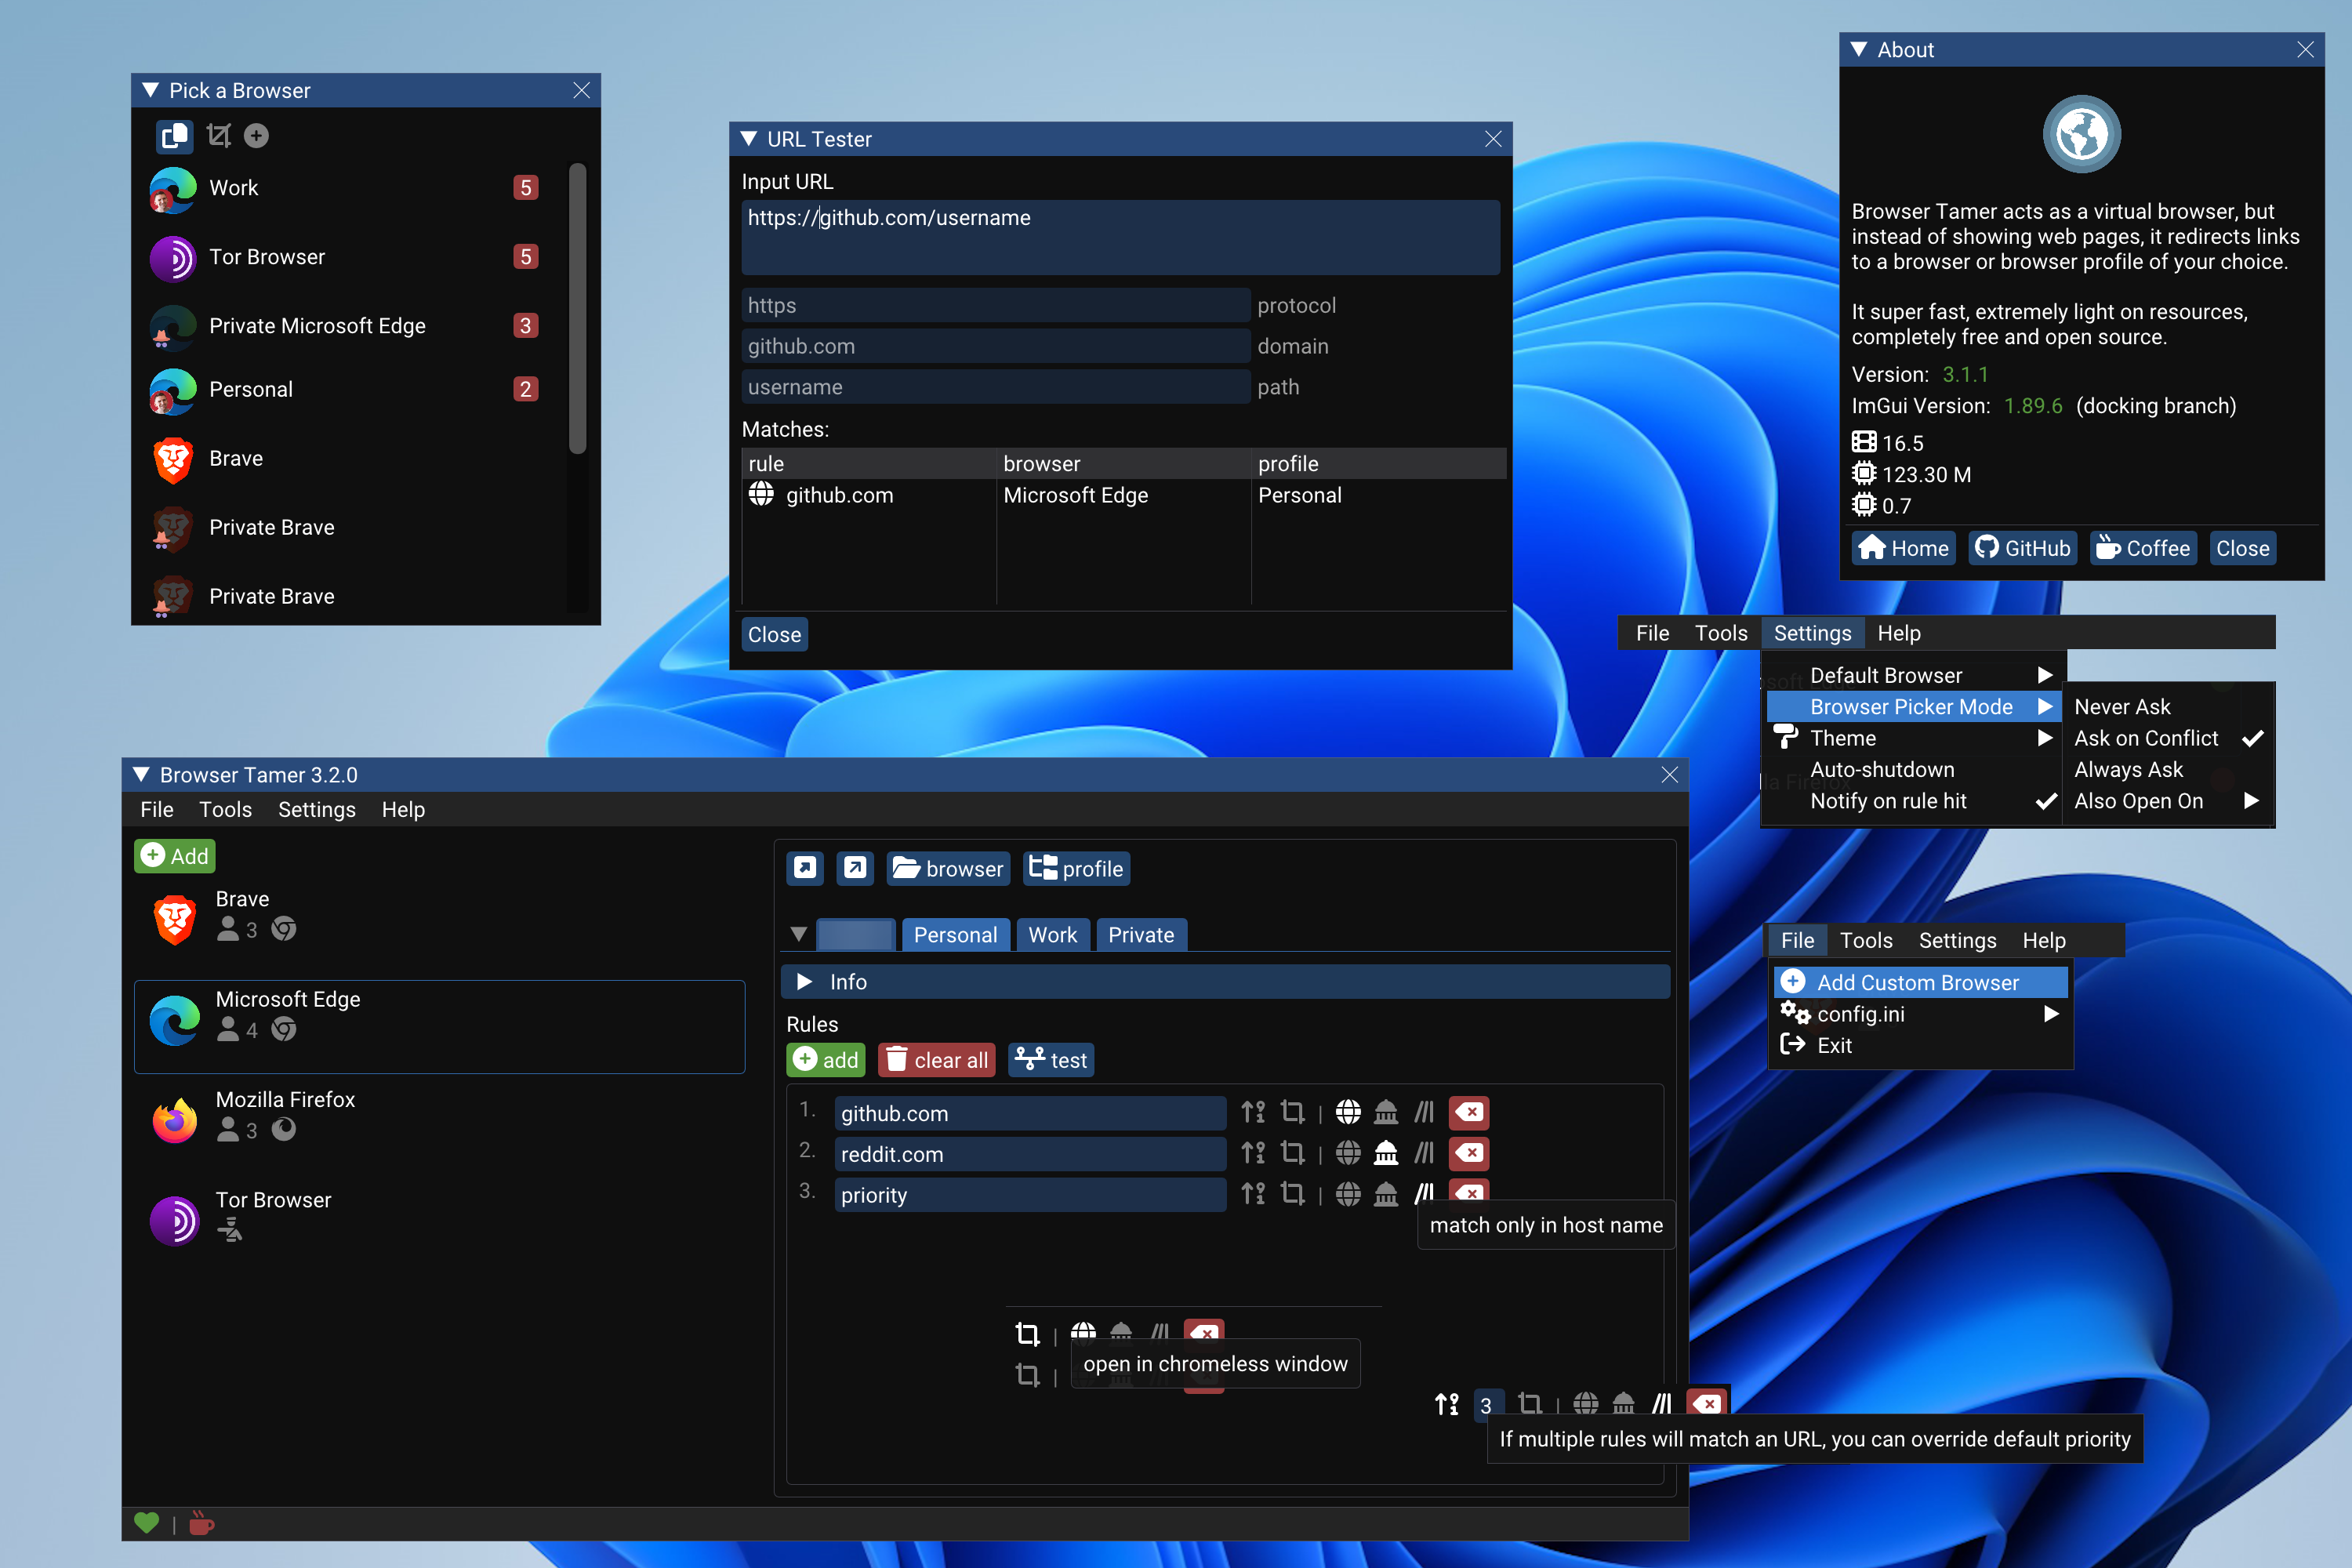 Pick a Browser
Work 5
Tor Browser 5
Private Microsoft Edge 3
Personal 2
Brave
Private Brave
Private Brave
URL Tester
Input URL
https://github.com/username
https protocol
github.com domain
username path
Matches:
rule browser profile
github.com Microsoft Edge Personal
Close
About
Browser Tamer acts as a virtual browser, but
instead of showing web pages, it redirects links
to a browser or browser profile of your choice.
It super fast, extremely light on resources,
completely free and open source.
Version: 3.1.1
ImGui Version: 1.89.6 (docking branch)
16.5
123.30 M
0.7
Home GitHub Coffee Close
File Tools Settings Help
Default Browser
Browser Picker Mode
Theme
Auto-shutdown
Notify on rule hit
Never Ask
Ask on Conflict
Always Ask
Also Open On
Browser Tamer 3.2.0
File Tools Settings Help
Add
Brave
3
Microsoft Edge
4
Mozilla Firefox
3
Tor Browser
browser profile
Personal Work Private
Info
Rules
add clear all test
1. github.com
2. reddit.com
3. priority
match only in host name
open in chromeless window
3
If multiple rules will match an URL, you can override default priority
File Tools Settings Help
Add Custom Browser
config.ini
Exit